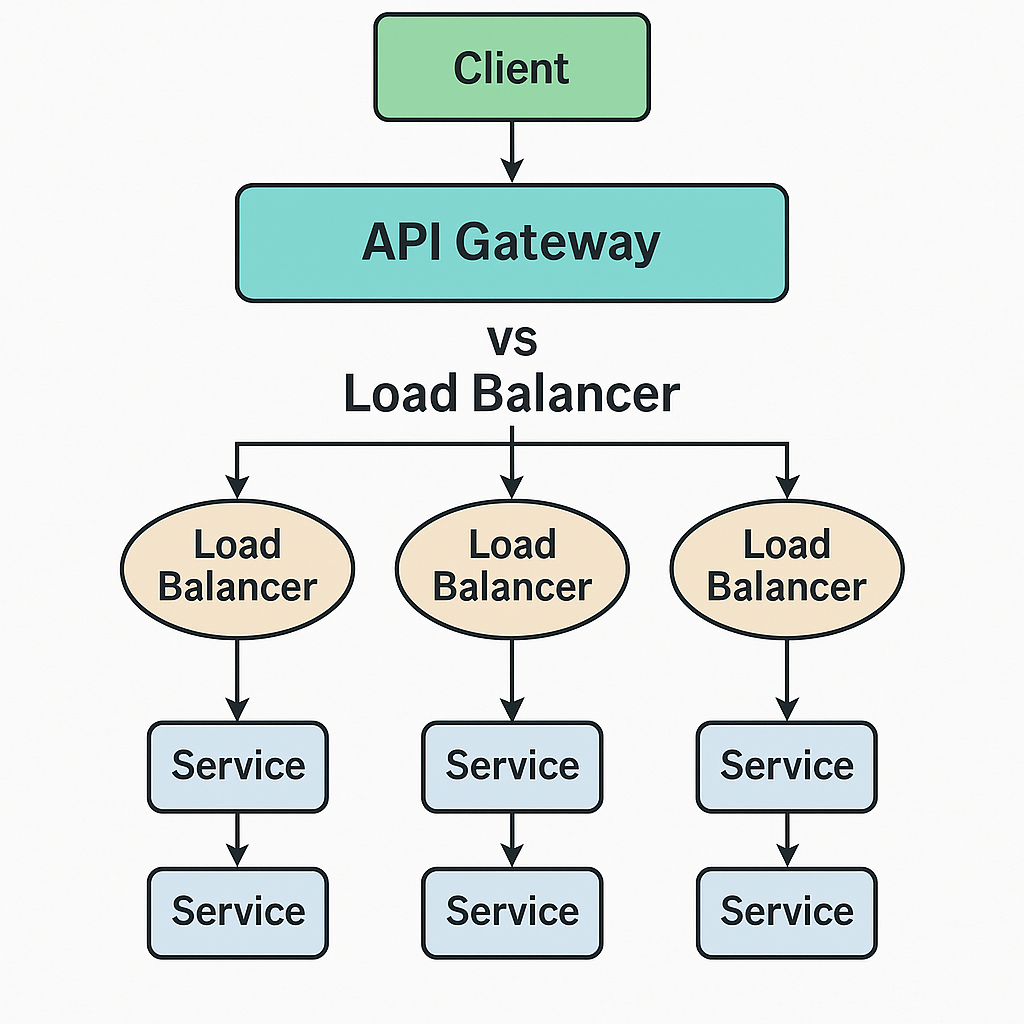 Client
API Gateway
vs
Load Balancer
Load
Balancer
Load
Balancer
Load
Balancer
Service
Service
Service
Service
Service
Service